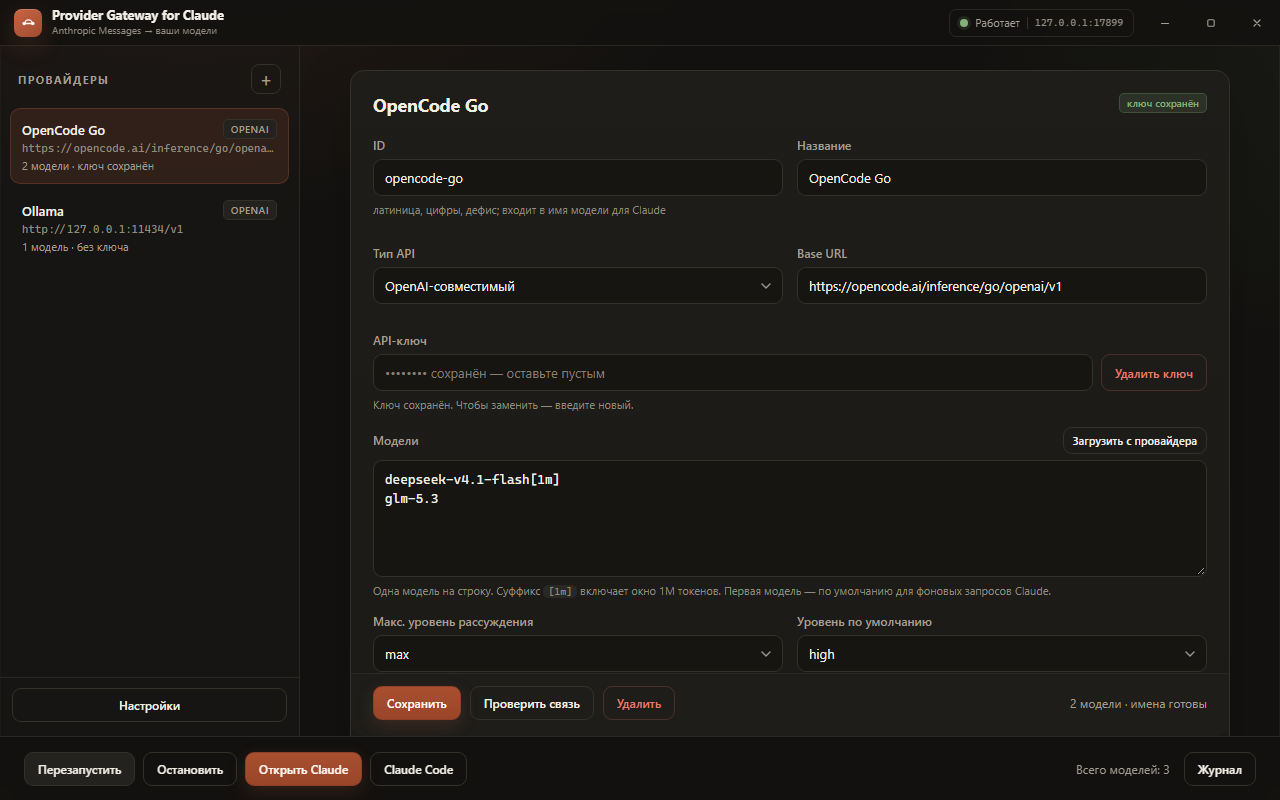 Provider Gateway for Claude
Anthropic Messages → ваши модели
Работает 127.0.0.1:17899
ПРОВАЙДЕРЫ
+
OpenCode Go OPENAI
https://opencode.ai/inference/go/opena…
2 модели · ключ сохранён
Ollama OPENAI
http://127.0.0.1:11434/v1
1 модель · без ключа
Настройки
OpenCode Go
ключ сохранён
ID
opencode-go
латиница, цифры, дефис; входит в имя модели для Claude
Название
OpenCode Go
Тип API
OpenAI-совместимый
Base URL
https://opencode.ai/inference/go/openai/v1
API-ключ
•••••••• сохранён — оставьте пустым
Удалить ключ
Ключ сохранён. Чтобы заменить — введите новый.
Модели
Загрузить с провайдера
deepseek-v4.1-flash[1m]
glm-5.3
Одна модель на строку. Суффикс [1m] включает окно 1M токенов. Первая модель — по умолчанию для фоновых запросов Claude.
Макс. уровень рассуждения
max
Уровень по умолчанию
high
Сохранить
Проверить связь
Удалить
2 модели · имена готовы
Перезапустить
Остановить
Открыть Claude
Claude Code
Всего моделей: 3
Журнал